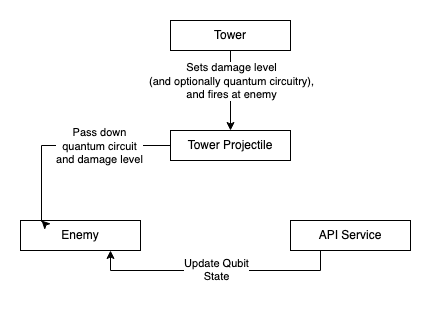 Tower
Sets damage level
(and optionally quantum circuitry),
and fires at enemy
Pass down
quantum circuit
and damage level
Tower Projectile
Enemy
API Service
Update Qubit
State